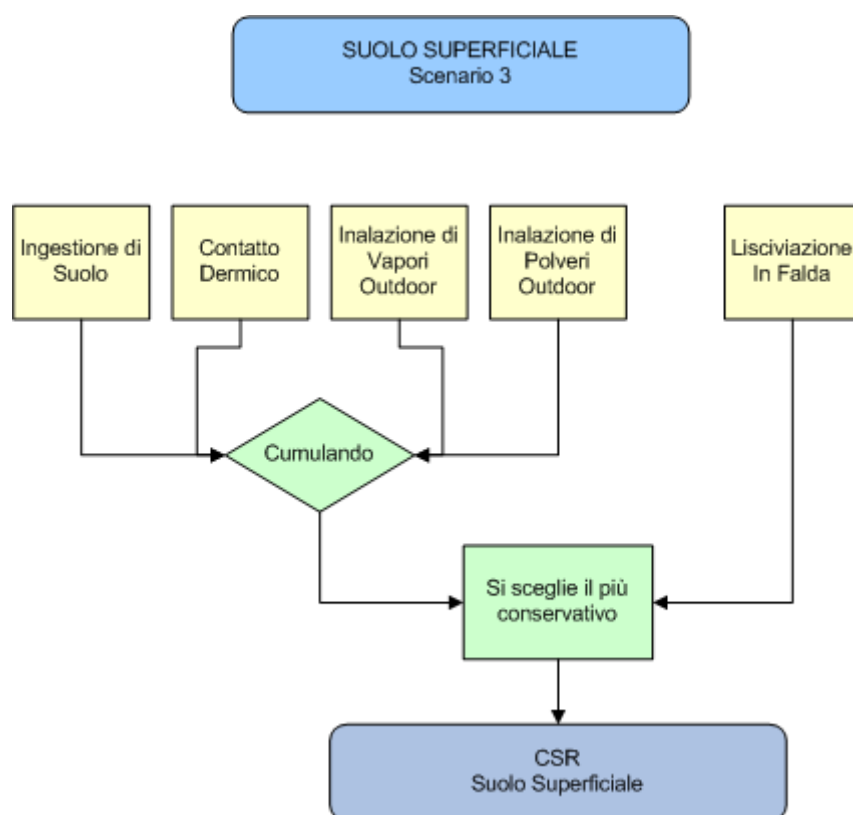 SUOLO SUPERFICIALE
Scenario 3
Ingestione di
Suolo
Contatto
Dermico
Inalazione di
Vapori
Outdoor
Inalazione di
Polveri
Outdoor
Lisciviazione
In Falda
Cumulando
Si sceglie il più
conservativo
CSR
Suolo Superficiale